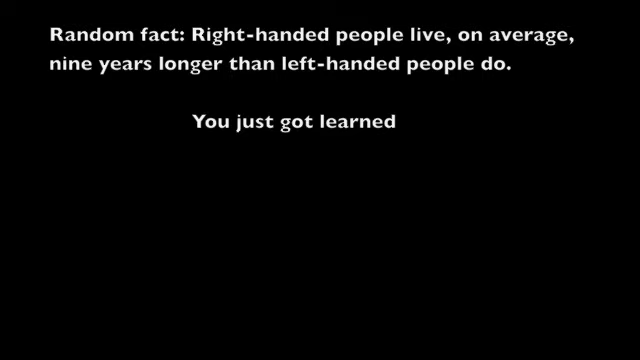 Random fact: Right-handed people live, on average,
nine years longer than left-handed people do.
You just got learned